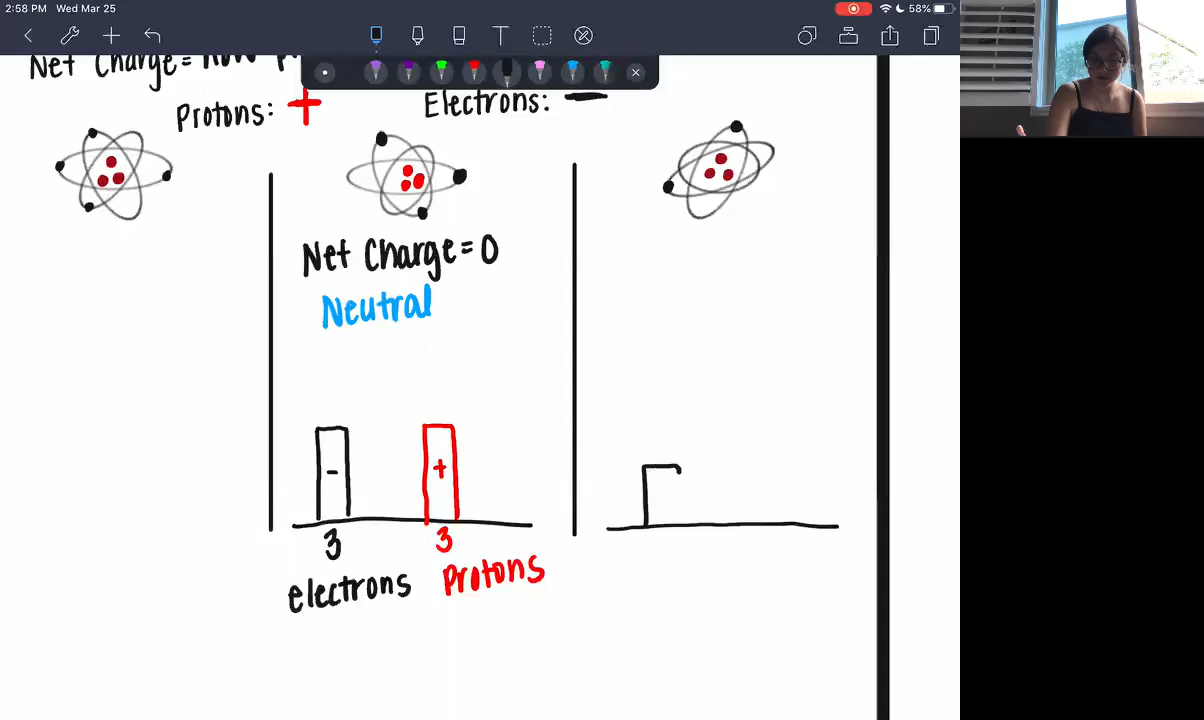 2:58 PM Wed Mar 25
58%
T
Net Charge =
Protons: +
Electrons: −
Net Charge = 0
Neutral
− +
3 3
electrons Protons